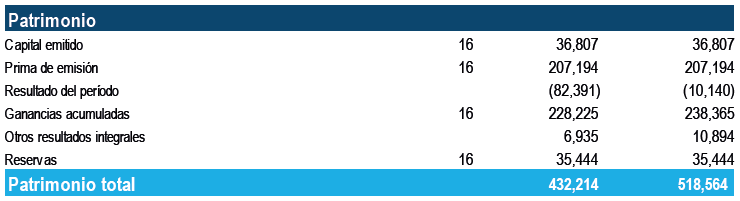 Patrimonio
Capital emitido 16 36,807 36,807
Prima de emisión 16 207,194 207,194
Resultado del período (82,391) (10,140)
Ganancias acumuladas 16 228,225 238,365
Otros resultados integrales 6,935 10,894
Reservas 16 35,444 35,444
Patrimonio total 432,214 518,564